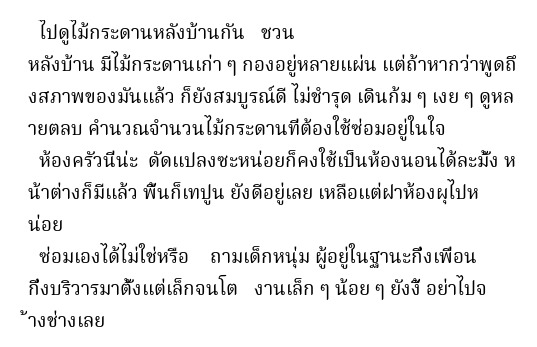 ไปดูไม้กระดานหลังบ้านกัน ชวน
หลังบ้าน มีไม้กระดานเก่า ๆ กองอยู่หลายแผ่น แต่ถ้าหากว่าพูดถึ
งสภาพของมันแล้ว ก็ยังสมบูรณ์ดี ไม่ชำรุด เดินก้ม ๆ เงย ๆ ดูหล
ายตลบ คำนวณจำนวนไม้กระดานที่ต้องใช้ซ่อมอยู่ในใจ
ห้องครัวนี่น่ะ ดัดแปลงซะหน่อยก็คงใช้เป็นห้องนอนได้ละมั้ง ห
น้าต่างก็มีแล้ว พื้นก็เทปูน ยังดีอยู่เลย เหลือแต่ฝาห้องผุไปห
น่อย
ซ่อมเองได้ไม่ใช่หรือ ถามเด็กหนุ่ม ผู้อยู่ในฐานะกึ่งเพื่อน
กึ่งบริวารมาตั้งแต่เล็กจนโต งานเล็ก ๆ น้อย ๆ ยังงี้ อย่าไปจ
้างช่างเลย